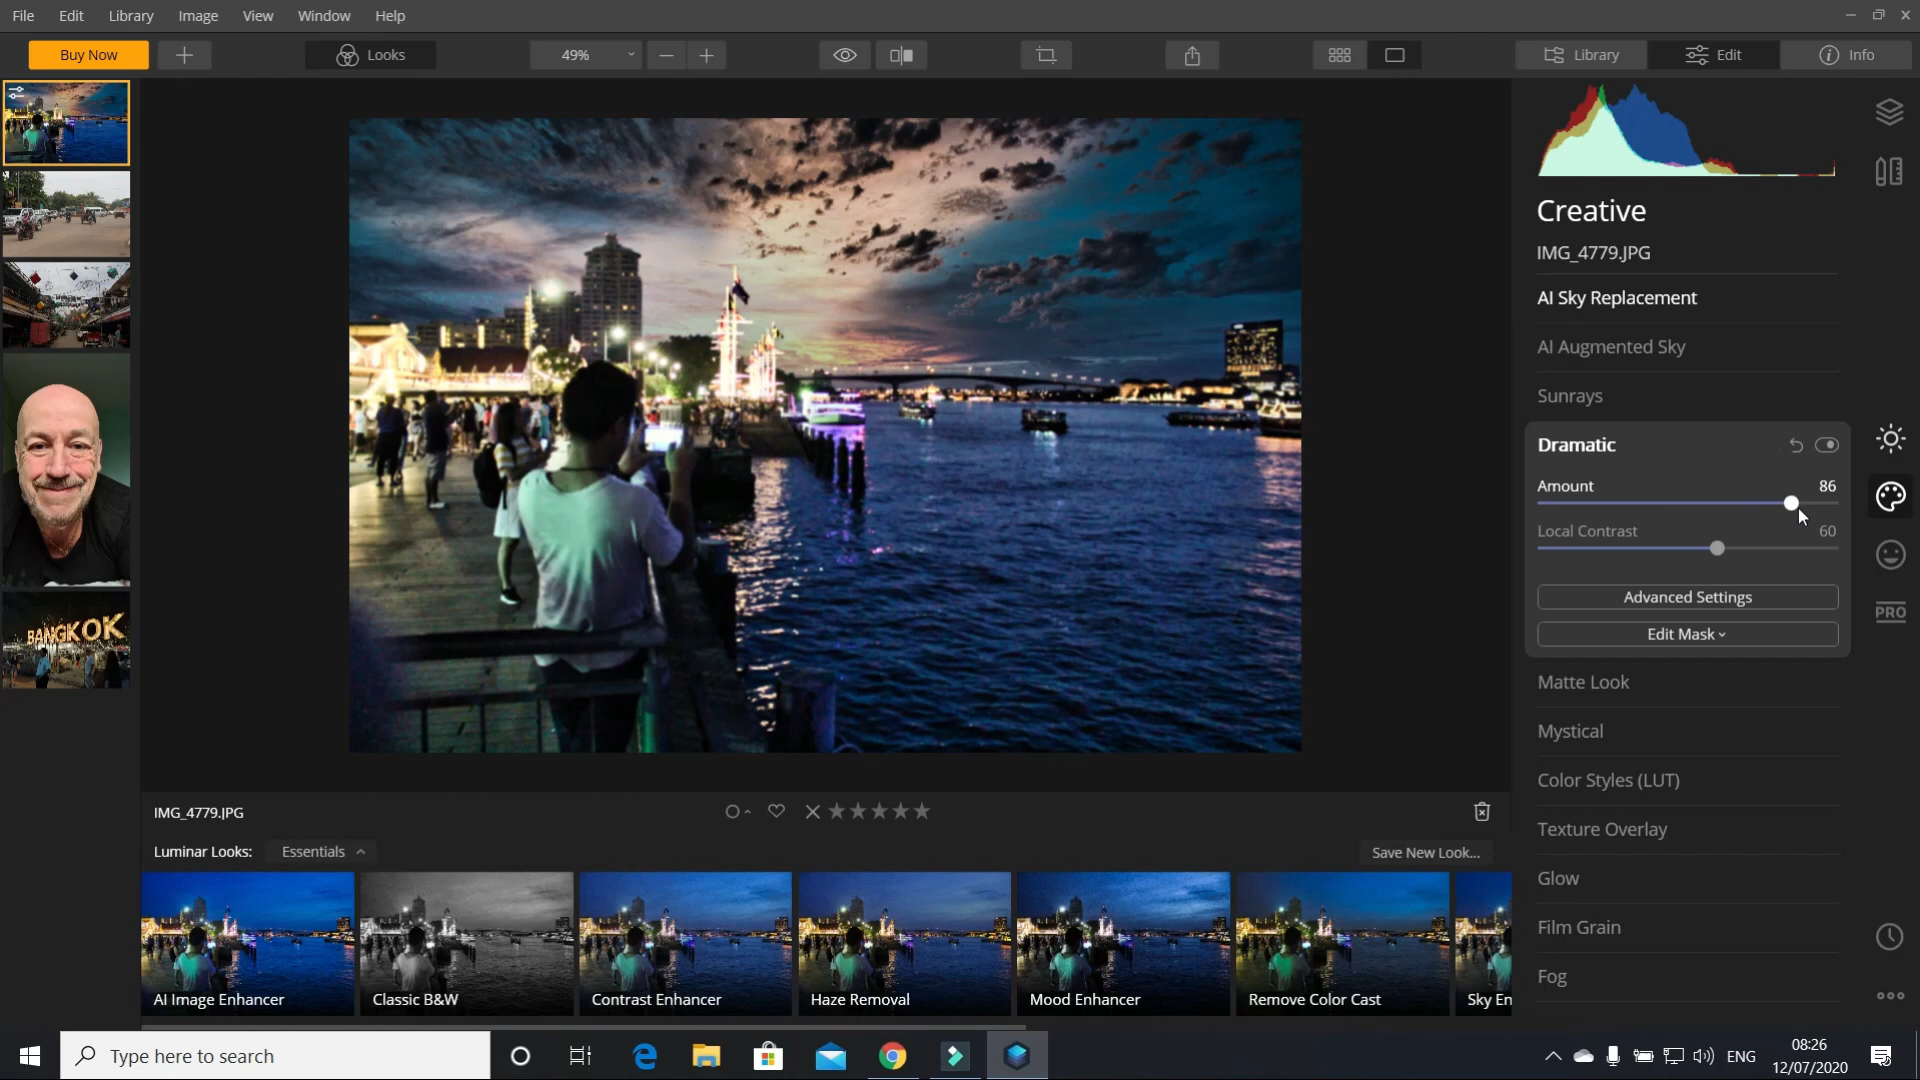 File Edit Library Image View Window Help
Buy Now Looks 49% Library Edit Info
Creative
IMG_4779.JPG
AI Sky Replacement
AI Augmented Sky
Sunrays
Dramatic
Amount 86
Local Contrast 60
Advanced Settings
Edit Mask
PRO
Matte Look
Mystical
Color Styles (LUT)
Texture Overlay
Glow
Film Grain
Fog
BANGKOK
IMG_4779.JPG
Luminar Looks: Essentials Save New Look...
AI Image Enhancer Classic B&W Contrast Enhancer Haze Removal Mood Enhancer Remove Color Cast Sky En
Type here to search ENG 08:26
12/07/2020